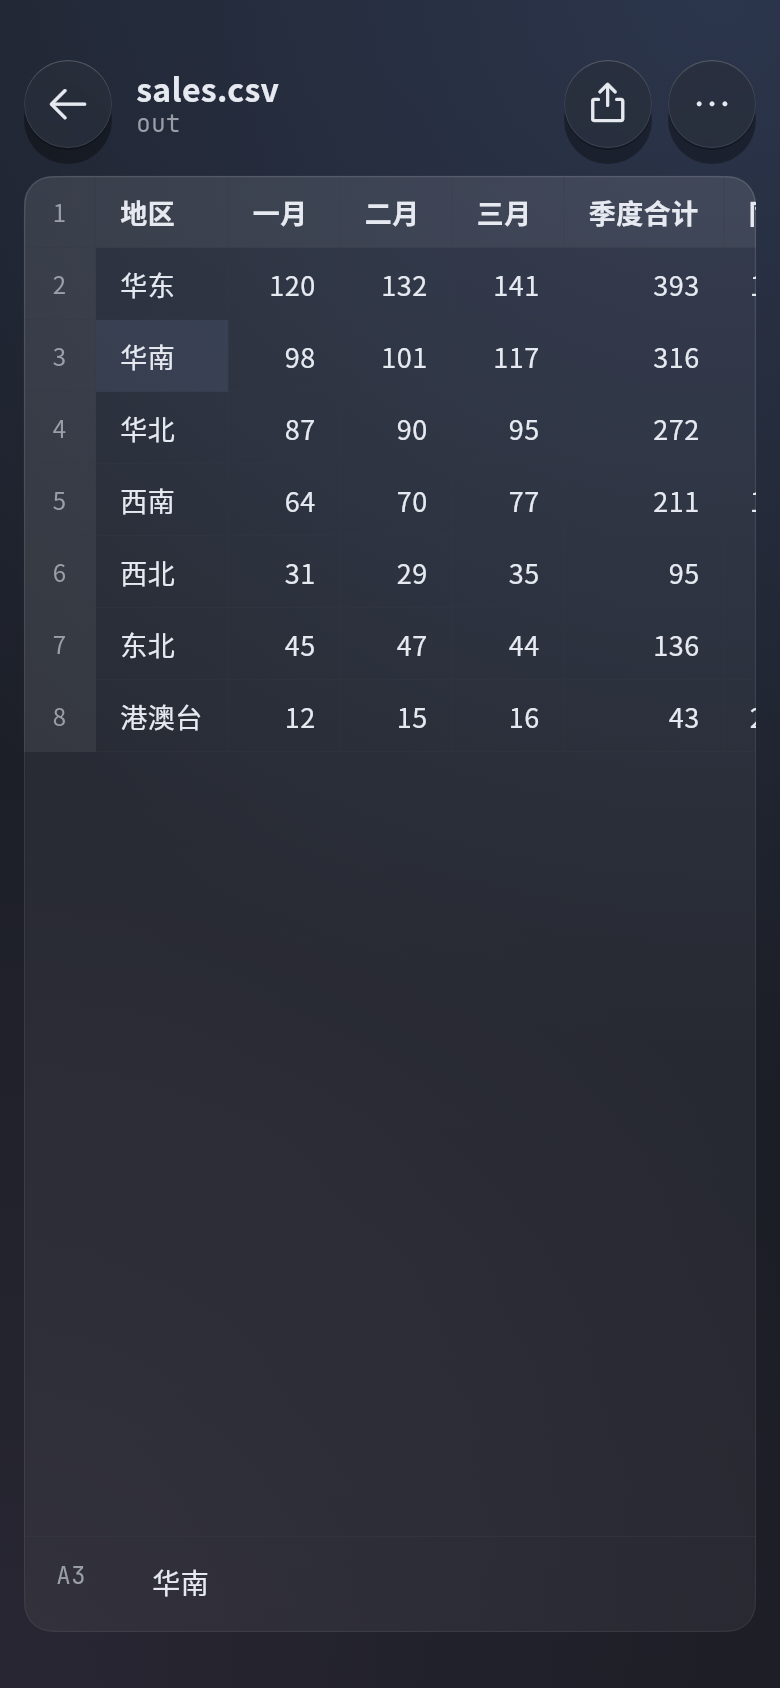 sales.csv
out
1 地区 一月 二月 三月 季度合计
2 华东 120 132 141 393
3 华南 98 101 117 316
4 华北 87 90 95 272
5 西南 64 70 77 211
6 西北 31 29 35 95
7 东北 45 47 44 136
8 港澳台 12 15 16 43
A3 华南